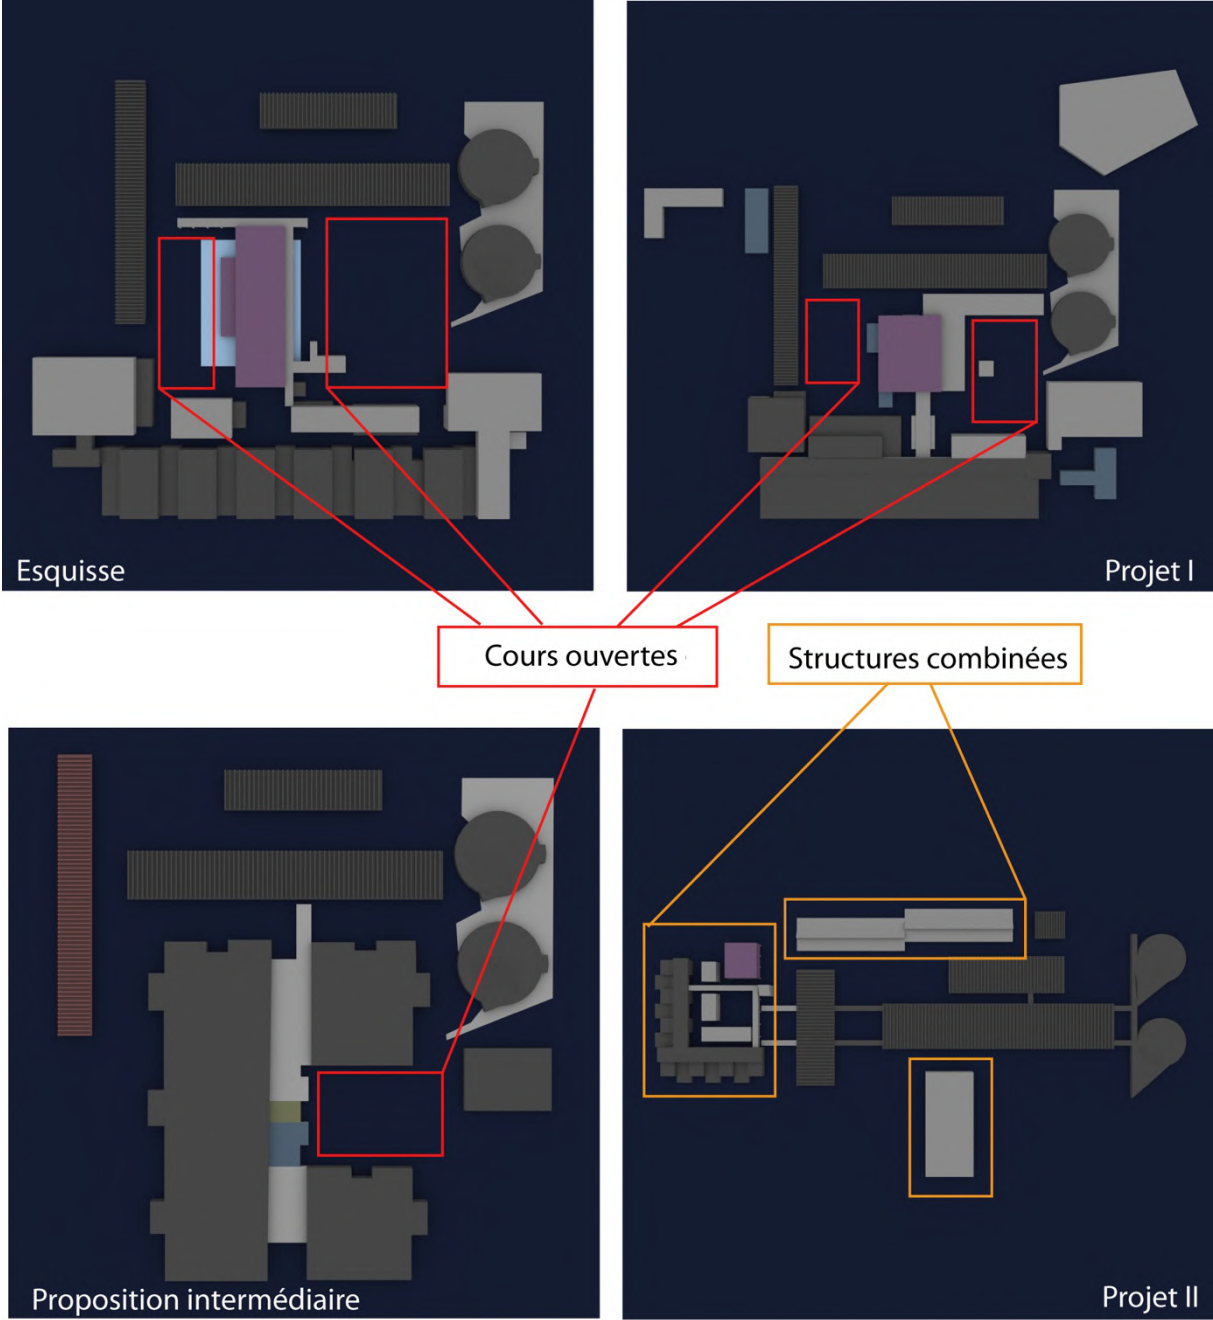 Esquisse
Projet I
Cours ouvertes
Structures combinées
Proposition intermédiaire
Projet II